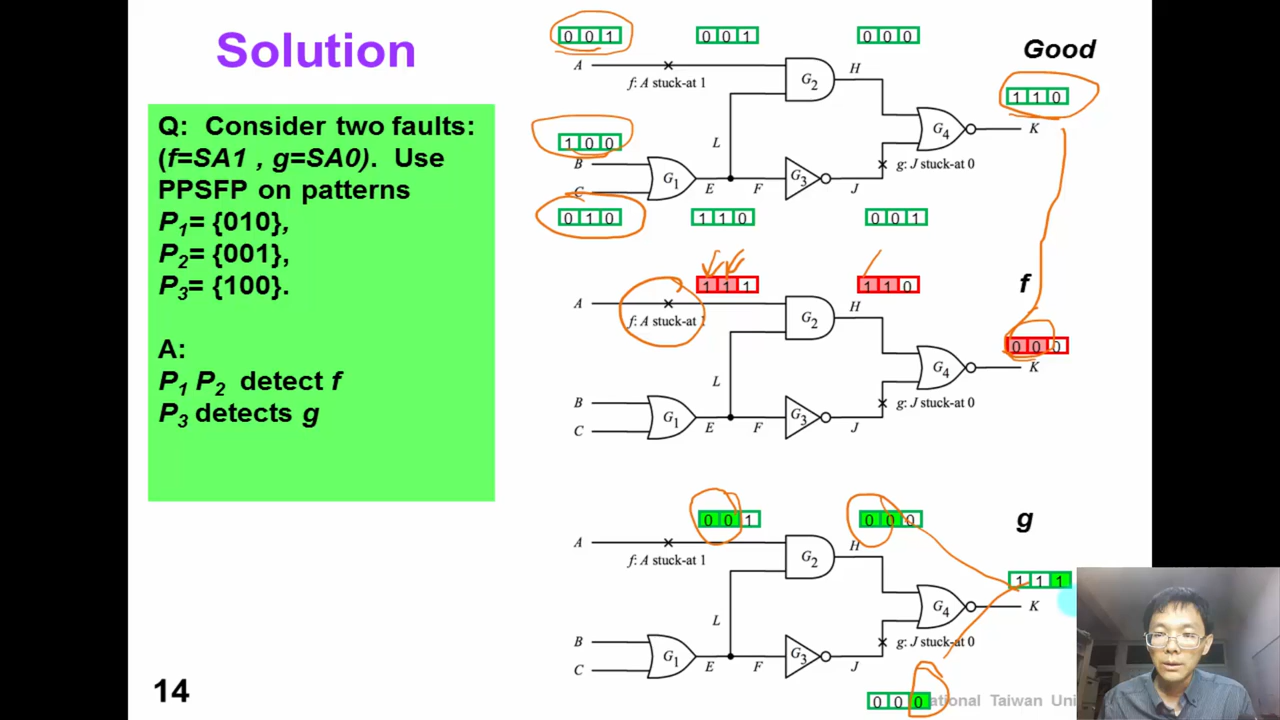 Solution
Q: Consider two faults:
(f=SA1 , g=SA0). Use
PPSFP on patterns
P1= {010},
P2= {001},
P3= {100}.
A:
P1 P2 detect f
P3 detects g
14
0 0 1
0 0 1
0 0 0
Good
A
f: A stuck-at 1
G2
H
1 1 0
1 0 0
B
C
G1
L
E
F
G3
J
g: J stuck-at 0
G4
K
0 1 0
1 1 0
0 0 1
1 1 1
1 1 0
f
A
f: A stuck-at 1
G2
H
0 0 0
K
L
G4
B
C
G1
E
F
G3
J
g: J stuck-at 0
0 0 1
0 0 0
g
A
f: A stuck-at 1
G2
H
1 1 1
K
L
G4
B
C
G1
E
F
G3
J
g: J stuck-at 0
0 0 0
ational Taiwan Uni